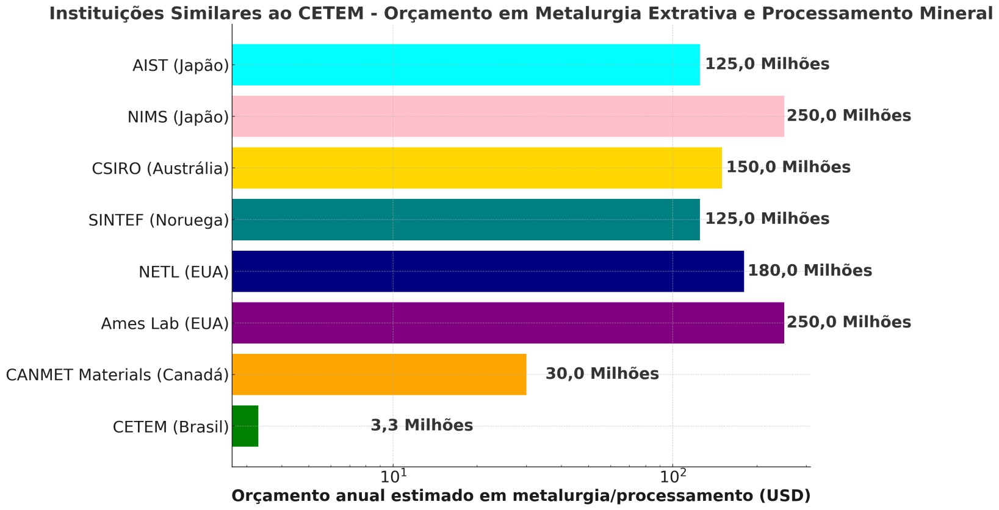 Instituições Similares ao CETEM - Orçamento em Metalurgia Extrativa e Processamento Mineral
AIST (Japão) 125,0 Milhões
NIMS (Japão) 250,0 Milhões
CSIRO (Austrália) 150,0 Milhões
SINTEF (Noruega) 125,0 Milhões
NETL (EUA) 180,0 Milhões
Ames Lab (EUA) 250,0 Milhões
CANMET Materials (Canadá) 30,0 Milhões
CETEM (Brasil) 3,3 Milhões
10¹ 10²
Orçamento anual estimado em metalurgia/processamento (USD)